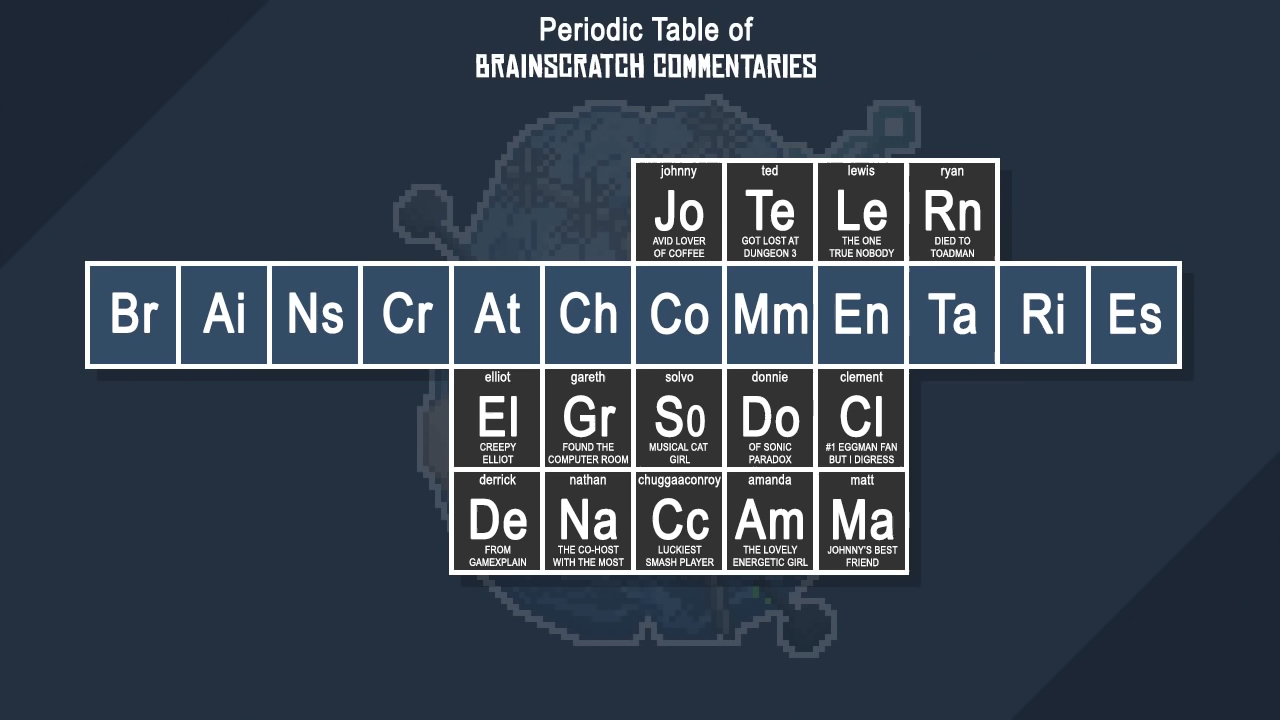 Periodic Table of
BRAINSCRATCH COMMENTARIES
johnny
Jo
AVID LOVER
OF COFFEE
ted
Te
GOT LOST AT
DUNGEON 3
lewis
Le
THE ONE
TRUE NOBODY
ryan
Rn
DIED TO
TOADMAN
Br Ai Ns Cr At Ch Co Mm En Ta Ri Es
elliot
El
CREEPY
ELLIOT
gareth
Gr
FOUND THE
COMPUTER ROOM
solvo
So
MUSICAL CAT
GIRL
donnie
Do
OF SONIC
PARADOX
clement
Cl
#1 EGGMAN FAN
BUT I DIGRESS
derrick
De
FROM
GAMEXPLAIN
nathan
Na
THE CO-HOST
WITH THE MOST
chuggaaconroy
Cc
LUCKIEST
SMASH PLAYER
amanda
Am
THE LOVELY
ENERGETIC GIRL
matt
Ma
JOHNNY'S BEST
FRIEND